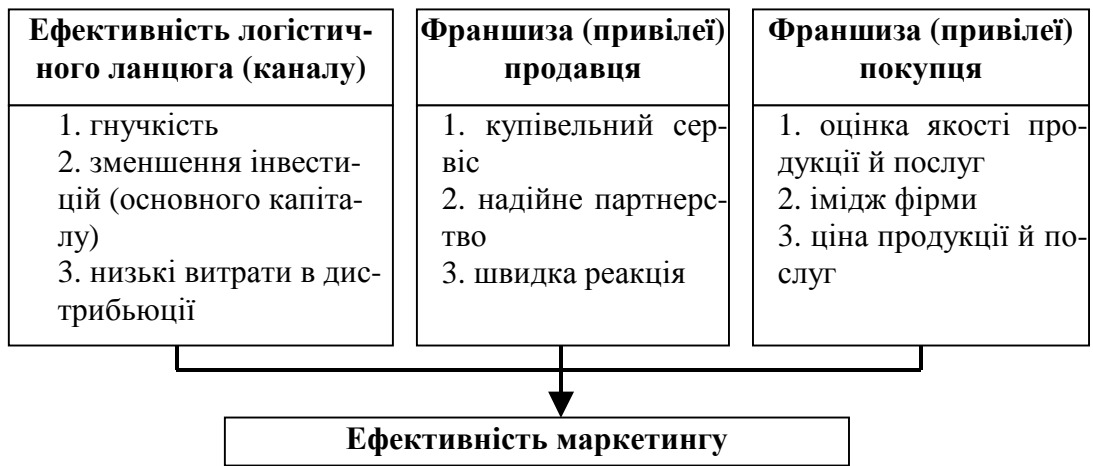 Ефективність логістич-
ного ланцюга (каналу)
1. гнучкість
2. зменшення інвести-
цій (основного капіта-
лу)
3. низькі витрати в дис-
трибьюції
Франшиза (привілеї)
продавця
1. купівельний сер-
віс
2. надійне партнерс-
тво
3. швидка реакція
Франшиза (привілеї)
покупця
1. оцінка якості про-
дукції й послуг
2. імідж фірми
3. ціна продукції й по-
слуг
Ефективність маркетингу